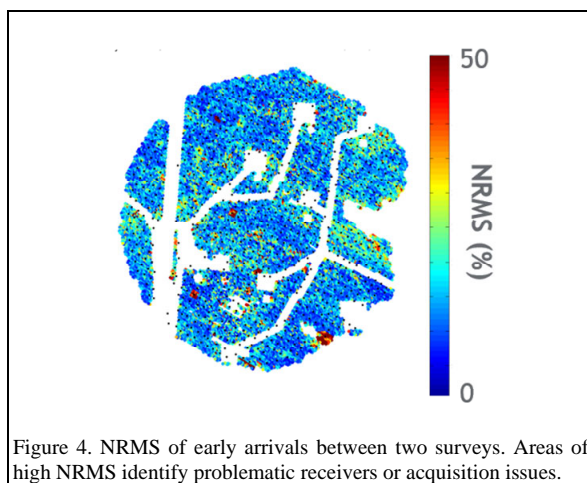 50
NRMS (%)
0
Figure 4. NRMS of early arrivals between two surveys. Areas of
high NRMS identify problematic receivers or acquisition issues.